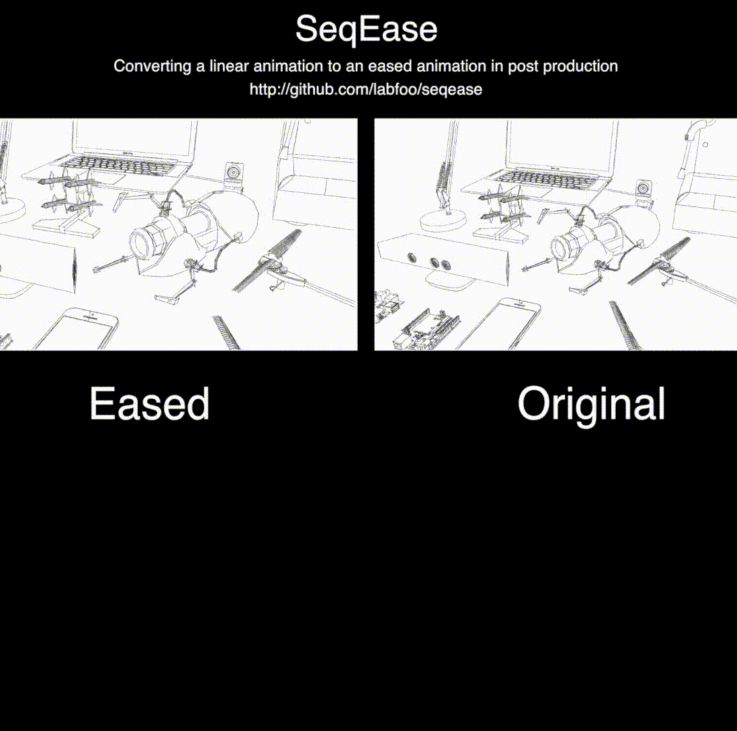 SeqEase
Converting a linear animation to an eased animation in post production
http://github.com/labfoo/seqease
Eased
Original